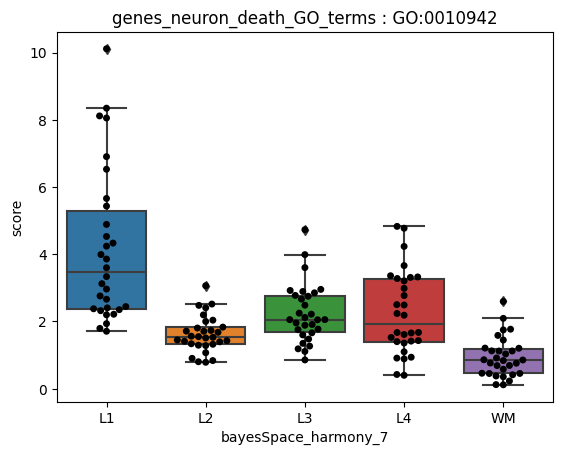 genes_neuron_death_GO_terms : GO:0010942
10
8
6
4
2
0
score
L1 L2 L3 L4 WM
bayesSpace_harmony_7